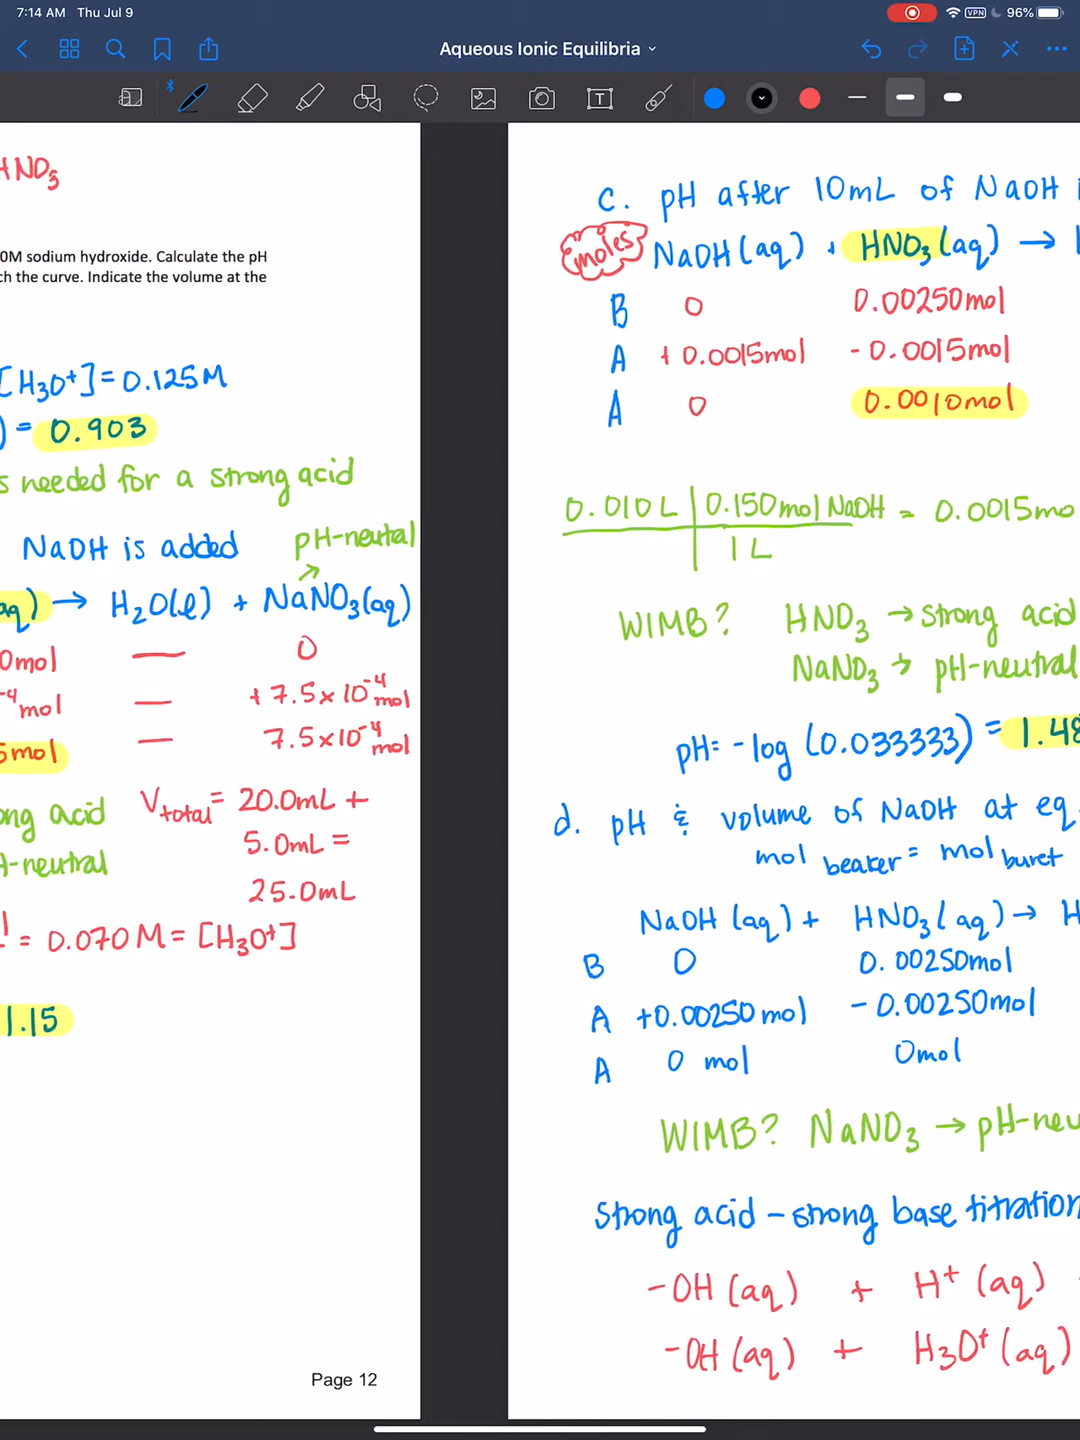 7:14 AM Thu Jul 9
VPN 96%
Aqueous Ionic Equilibria
HNO₃
0M sodium hydroxide. Calculate the pH
ch the curve. Indicate the volume at the
[H₃O⁺] = 0.125M
) = 0.903
s needed for a strong acid
NaOH is added
pH-neutral
aq) → H₂O(l) + NaNO₃(aq)
0mol — 0
⁻⁴mol — + 7.5x10⁻⁴mol
5mol — 7.5x10⁻⁴mol
ong acid
-neutral
Vtotal = 20.0mL +
5.0mL =
25.0mL
= 0.070M = [H₃O⁺]
1.15
Page 12
c. pH after 10mL of NaOH
moles NaOH(aq) + HNO₃(aq) →
B 0 0.00250mol
A + 0.0015mol - 0.0015mol
A 0 0.0010mol
0.010L | 0.150mol NaOH = 0.0015mo
1L
WIMB? HNO₃ → strong acid
NaNO₃ → pH-neutral
pH = -log(0.033333) = 1.48
d. pH & volume of NaOH at eq.
mol beaker = mol buret
NaOH(aq) + HNO₃(aq) → H
B 0 0.00250mol
A +0.00250mol - 0.00250mol
A 0 mol 0mol
WIMB? NaNO₃ → pH-neu
Strong acid - strong base titration
-OH(aq) + H⁺(aq)
-OH(aq) + H₃O⁺(aq)